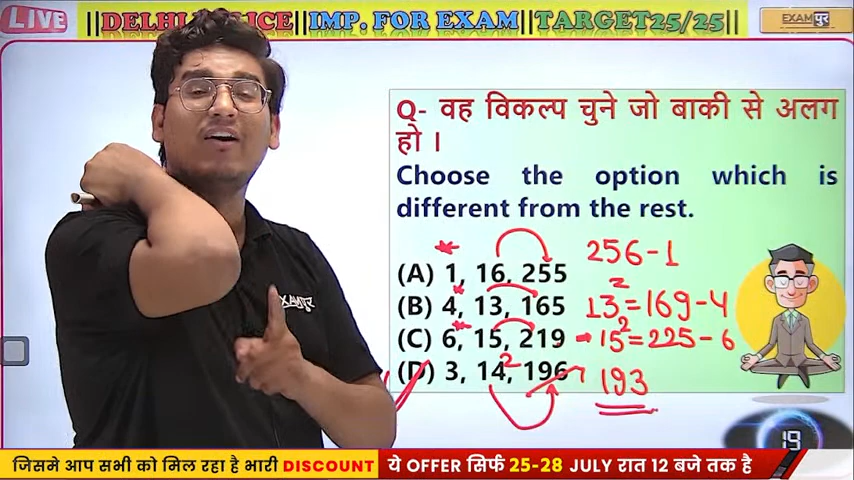 LIVE
||DELHI POLICE||IMP. FOR EXAM||TARGET25/25||
EXAMपुर
Q- वह विकल्प चुने जो बाकी से अलग
हो ।
Choose the option which is
different from the rest.
(A) 1, 16, 255 256-1
(B) 4, 13, 165 13²=169-4
(C) 6, 15, 219 15²=225-6
(D) 3, 14², 196 193
EXAMपुर
19
जिसमे आप सभी को मिल रहा है भारी DISCOUNT ये OFFER सिर्फ 25-28 JULY रात 12 बजे तक है